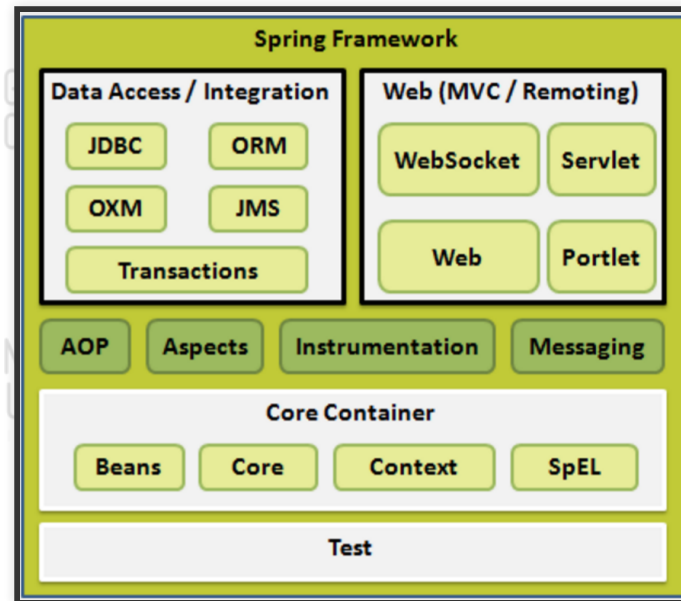 Spring Framework
Data Access / Integration
JDBC ORM
OXM JMS
Transactions
Web (MVC / Remoting)
WebSocket Servlet
Web Portlet
AOP Aspects Instrumentation Messaging
Core Container
Beans Core Context SpEL
Test